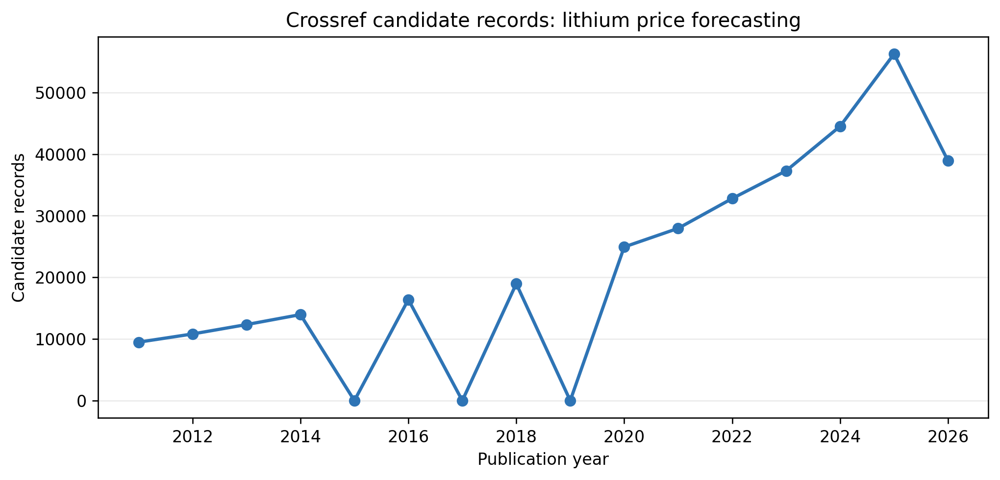 Crossref candidate records: lithium price forecasting
Candidate records
50000
40000
30000
20000
10000
0
2012 2014 2016 2018 2020 2022 2024 2026
Publication year